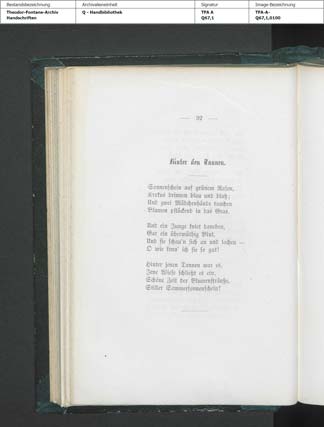 Bestandsbezeichnung Archivalieneinheit Signatur Image-Bezeichnung
Theodor-Fontane-Archiv Q - Handbibliothek TFA A TFA-A-
Handschriften Q67,1 Q67,1,0100
— 92 —
Hinter den Tannen.
Sonnenschein auf grünem Rasen,
Krokus drinnen blau und blaß;
Und zwei Mädchenhände tauchen
Blumen pflückend in das Gras.
Und ein Junge kniet daneben,
Gar ein übermüthig Blut,
Und sie schau'n sich an und lachen —
O wie kenn' ich sie so gut!
Hinter jenen Tannen war es,
Jene Wiese schließt es ein;
Schöne Zeit der Blumensträuße,
Stiller Sommersonnenschein!